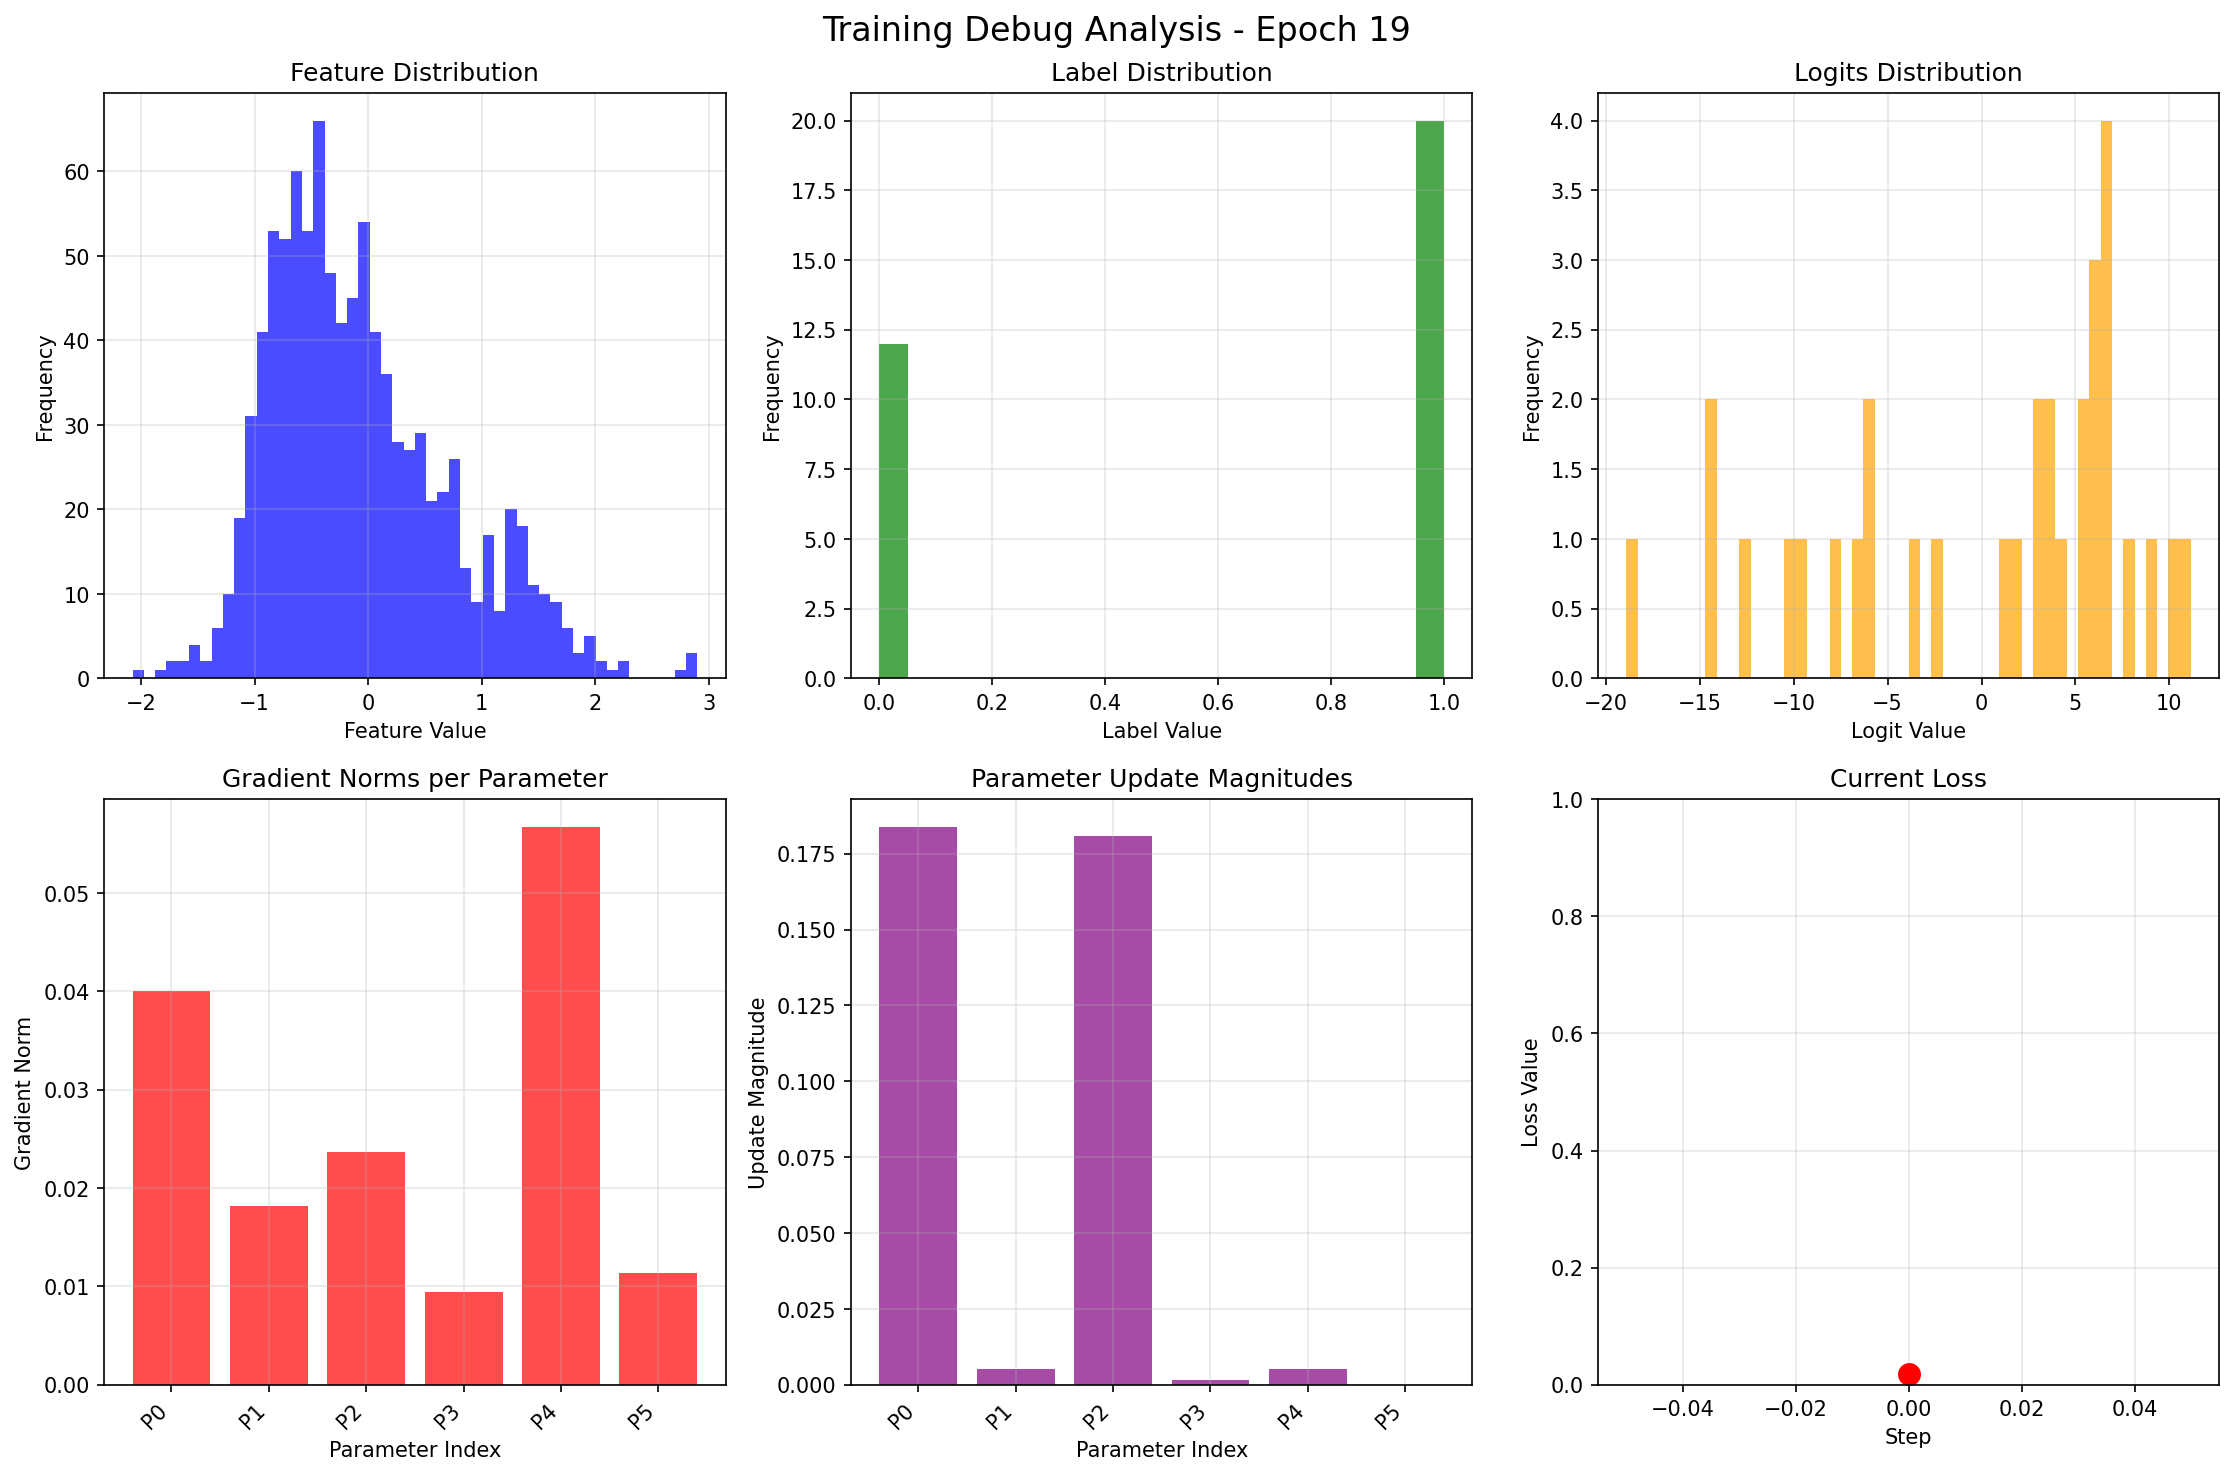 Training Debug Analysis - Epoch 19
Feature Distribution
Frequency
0
10
20
30
40
50
60
−2
−1
0
1
2
3
Feature Value
Label Distribution
Frequency
0.0
2.5
5.0
7.5
10.0
12.5
15.0
17.5
20.0
0.0
0.2
0.4
0.6
0.8
1.0
Label Value
Logits Distribution
Frequency
0.0
0.5
1.0
1.5
2.0
2.5
3.0
3.5
4.0
−20
−15
−10
−5
0
5
10
Logit Value
Gradient Norms per Parameter
Gradient Norm
0.00
0.01
0.02
0.03
0.04
0.05
P0
P1
P2
P3
P4
P5
Parameter Index
Parameter Update Magnitudes
Update Magnitude
0.000
0.025
0.050
0.075
0.100
0.125
0.150
0.175
P0
P1
P2
P3
P4
P5
Parameter Index
Current Loss
Loss Value
0.0
0.2
0.4
0.6
0.8
1.0
−0.04
−0.02
0.00
0.02
0.04
Step